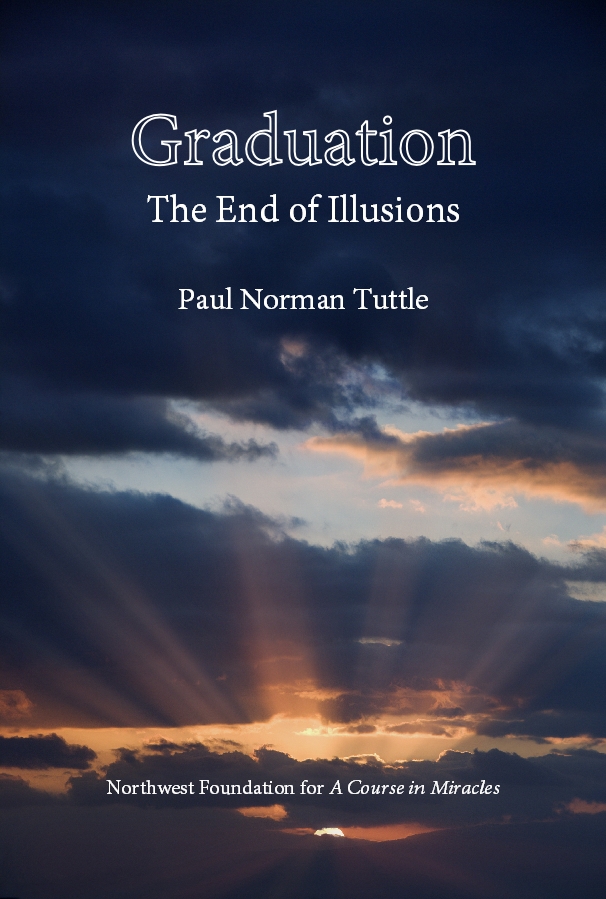 Graduation
The End of Illusions
Paul Norman Tuttle
Northwest Foundation for A Course in Miracles